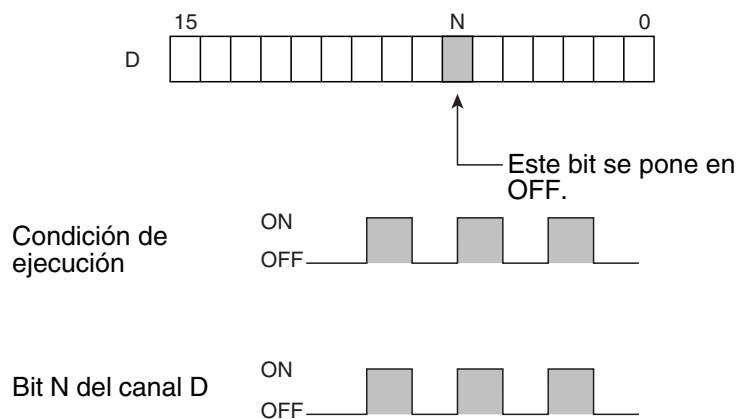 15 N 0
D
Este bit se pone en
OFF.
Condición de
ejecución
ON
OFF
Bit N del canal D
ON
OFF